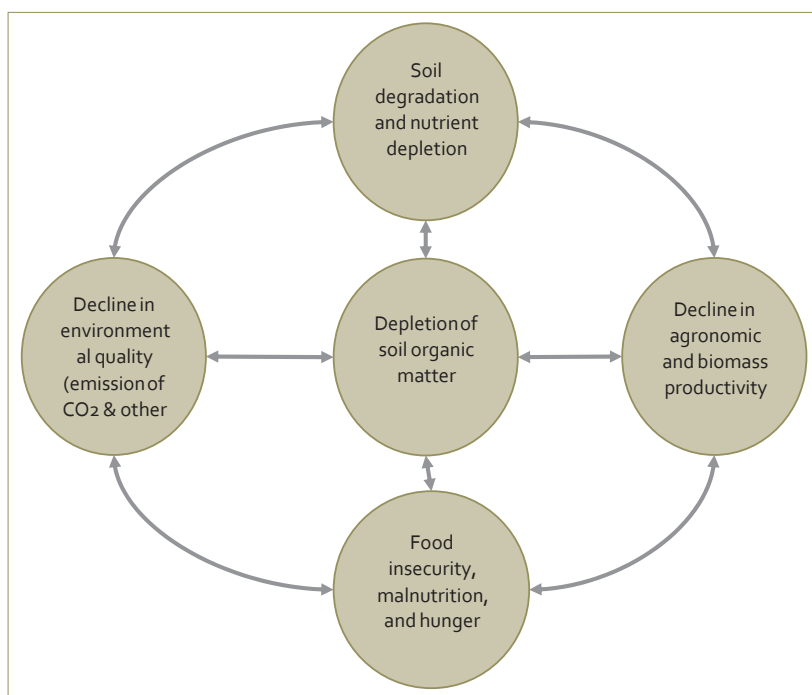 Soil
degradation
and nutrient
depletion
Decline in
environment
al quality
(emission of
CO2 & other
Depletion of
soil organic
matter
Decline in
agronomic
and biomass
productivity
Food
insecurity,
malnutrition,
and hunger